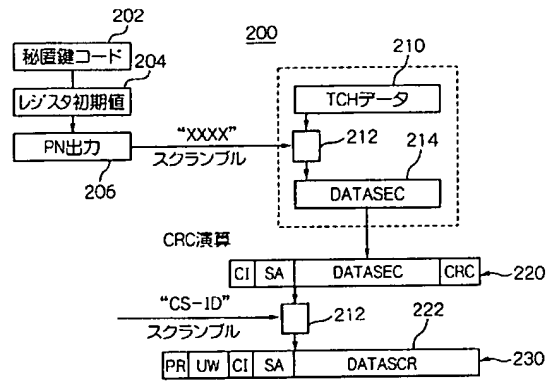 202
秘匿鍵コード
200
204
レジスタ初期値
210
TCHデータ
PN出力
"XXXX"
スクランブル
212
206
214
DATASEC
CRC演算
CI SA DATASEC CRC
220
"CS-ID"
スクランブル
212
222
PR UW CI SA DATASCR
230